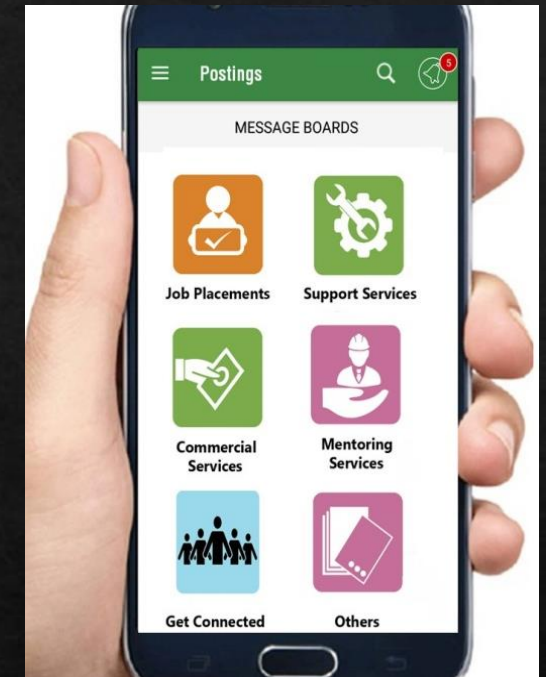 Postings
5
MESSAGE BOARDS
Job Placements
Support Services
Commercial
Services
Mentoring
Services
Get Connected
Others